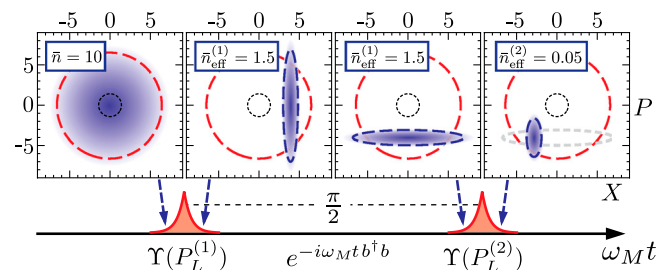 -5 0 5 -5 0 5 -5 0 5 -5 0 5
n̄ = 10
n̄_eff^(1) = 1.5
n̄_eff^(1) = 1.5
n̄_eff^(2) = 0.05
5
0
-5
P
X
π/2
Υ(P_L^(1)) e^{-iω_M t b†b} Υ(P_L^(2)) ω_M t